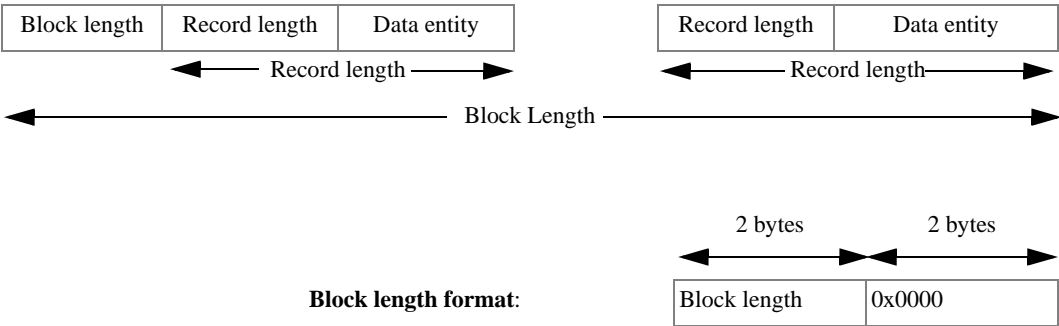 Block length Record length Data entity Record length Data entity
Record length Record length
Block Length
2 bytes 2 bytes
Block length format: Block length 0x0000